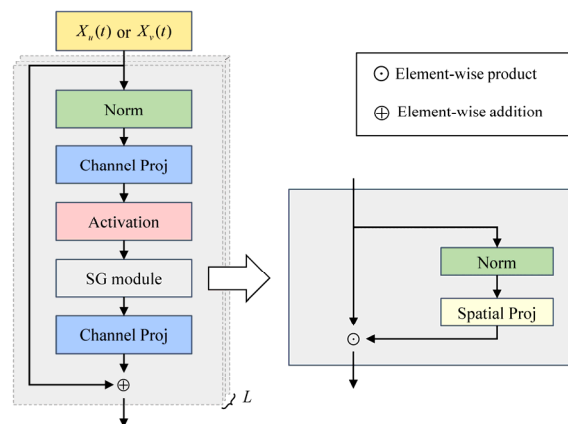 X_u(t) or X_v(t)
Norm
Channel Proj
Activation
SG module
Channel Proj
⊕
L
⊙ Element-wise product
⊕ Element-wise addition
Norm
Spatial Proj
⊙